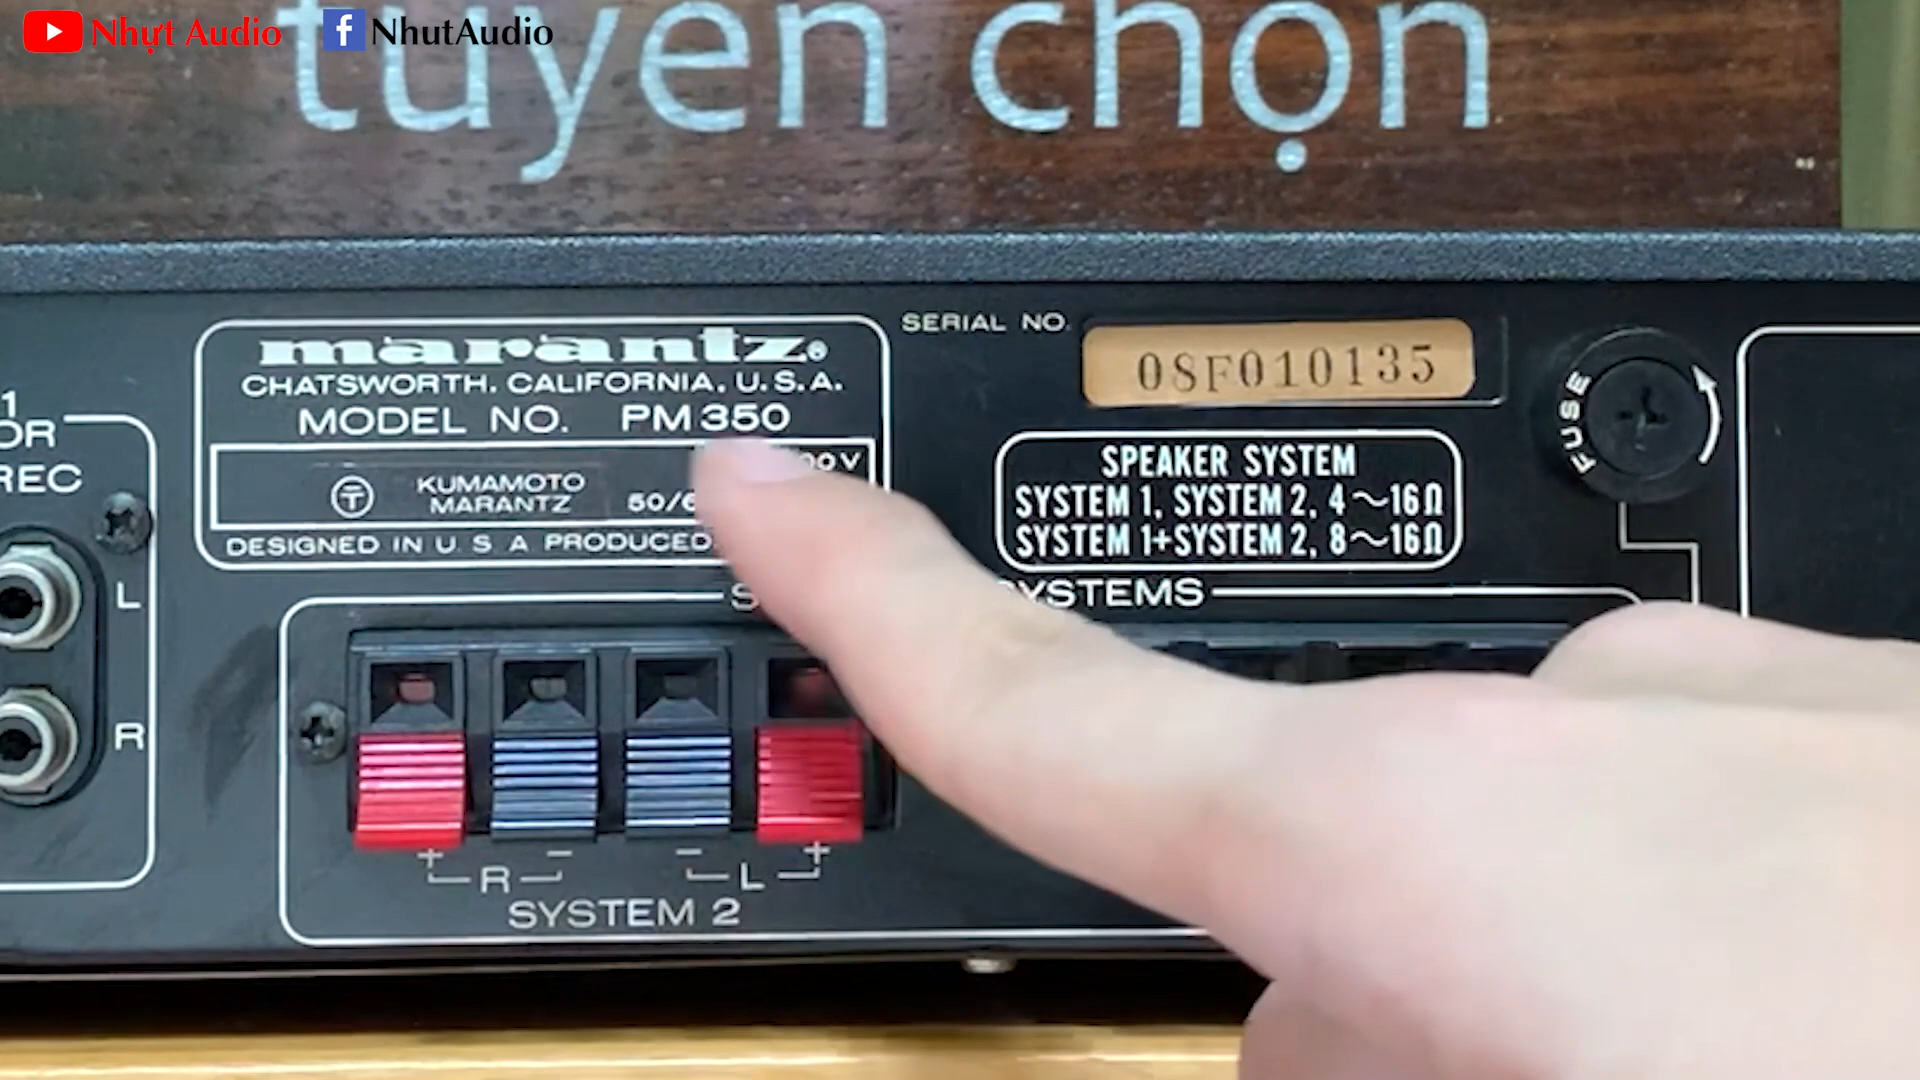 Nhựt Audio
NhutAudio
tuyen chọn
marantz®
CHATSWORTH, CALIFORNIA, U.S.A.
MODEL NO. PM350
KUMAMOTO
MARANTZ
DESIGNED IN U S A PRODUCED
SERIAL NO.
08F010135
FUSE
SPEAKER SYSTEM
SYSTEM 1, SYSTEM 2, 4~16Ω
SYSTEM 1+SYSTEM 2, 8~16Ω
1
REC
L
R
+ R −
− L +
SYSTEM 2